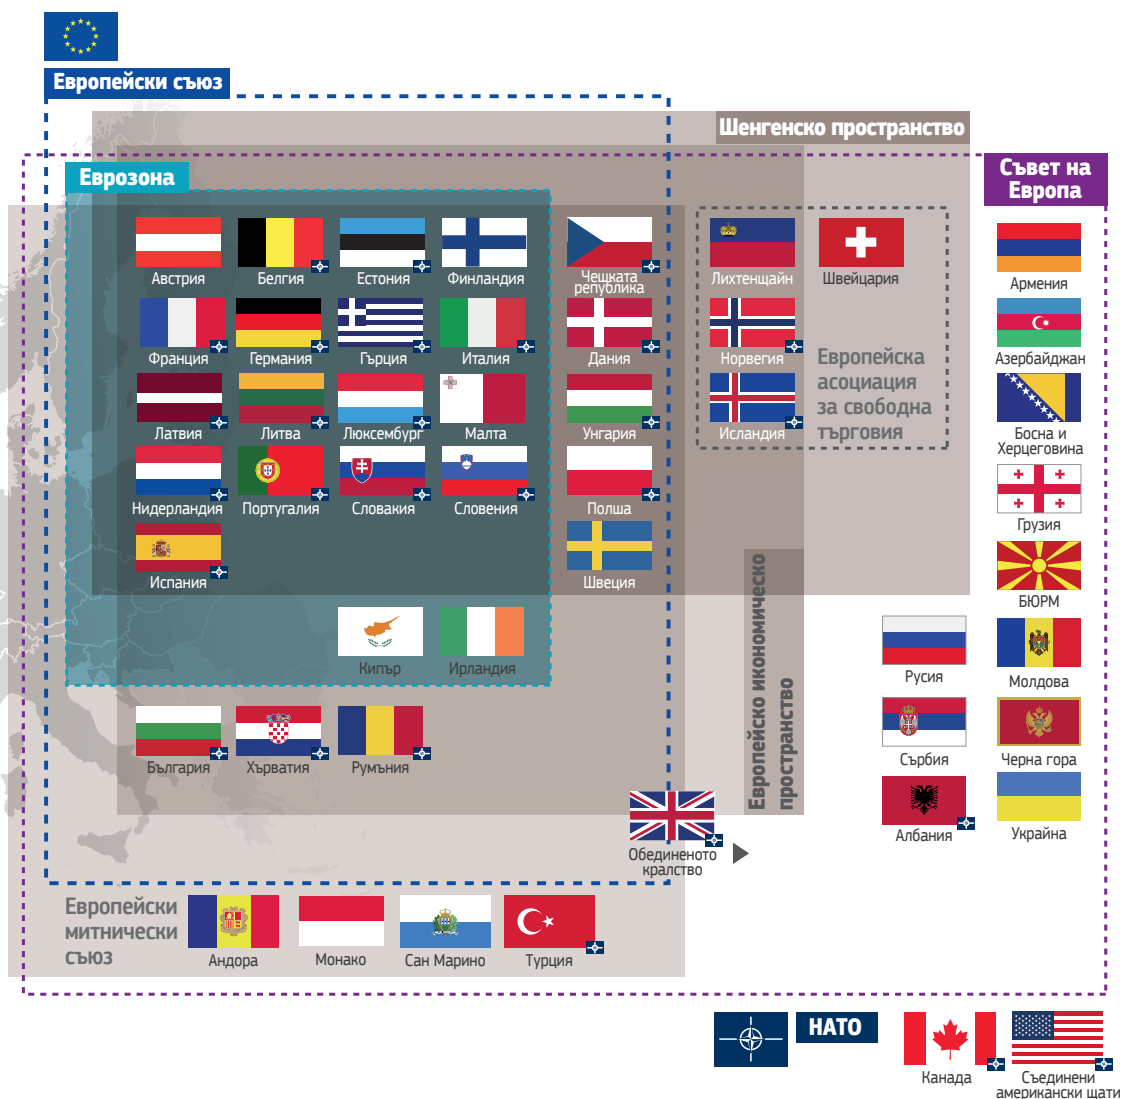 Европейски съюз
Шенгенско пространство
Еврозона
Съвет на
Европа
Австрия
Белгия
Естония
Финландия
Чешката
република
Лихтенщайн
Швейцария
Армения
Франция
Германия
Гърция
Италия
Дания
Норвегия
Европейска
асоциация
за свободна
търговия
Азербайджан
Латвия
Литва
Люксембург
Малта
Унгария
Исландия
Босна и
Херцеговина
Нидерландия
Португалия
Словакия
Словения
Полша
Грузия
Испания
Швеция
Европейско икономическо
пространство
БЮРМ
Кипър
Ирландия
Русия
Молдова
България
Хърватия
Румъния
Сърбия
Черна гора
Албания
Украйна
Обединеното
кралство
Европейски
митнически
съюз
Андора
Монако
Сан Марино
Турция
НАТО
Канада
Съединени
американски щати